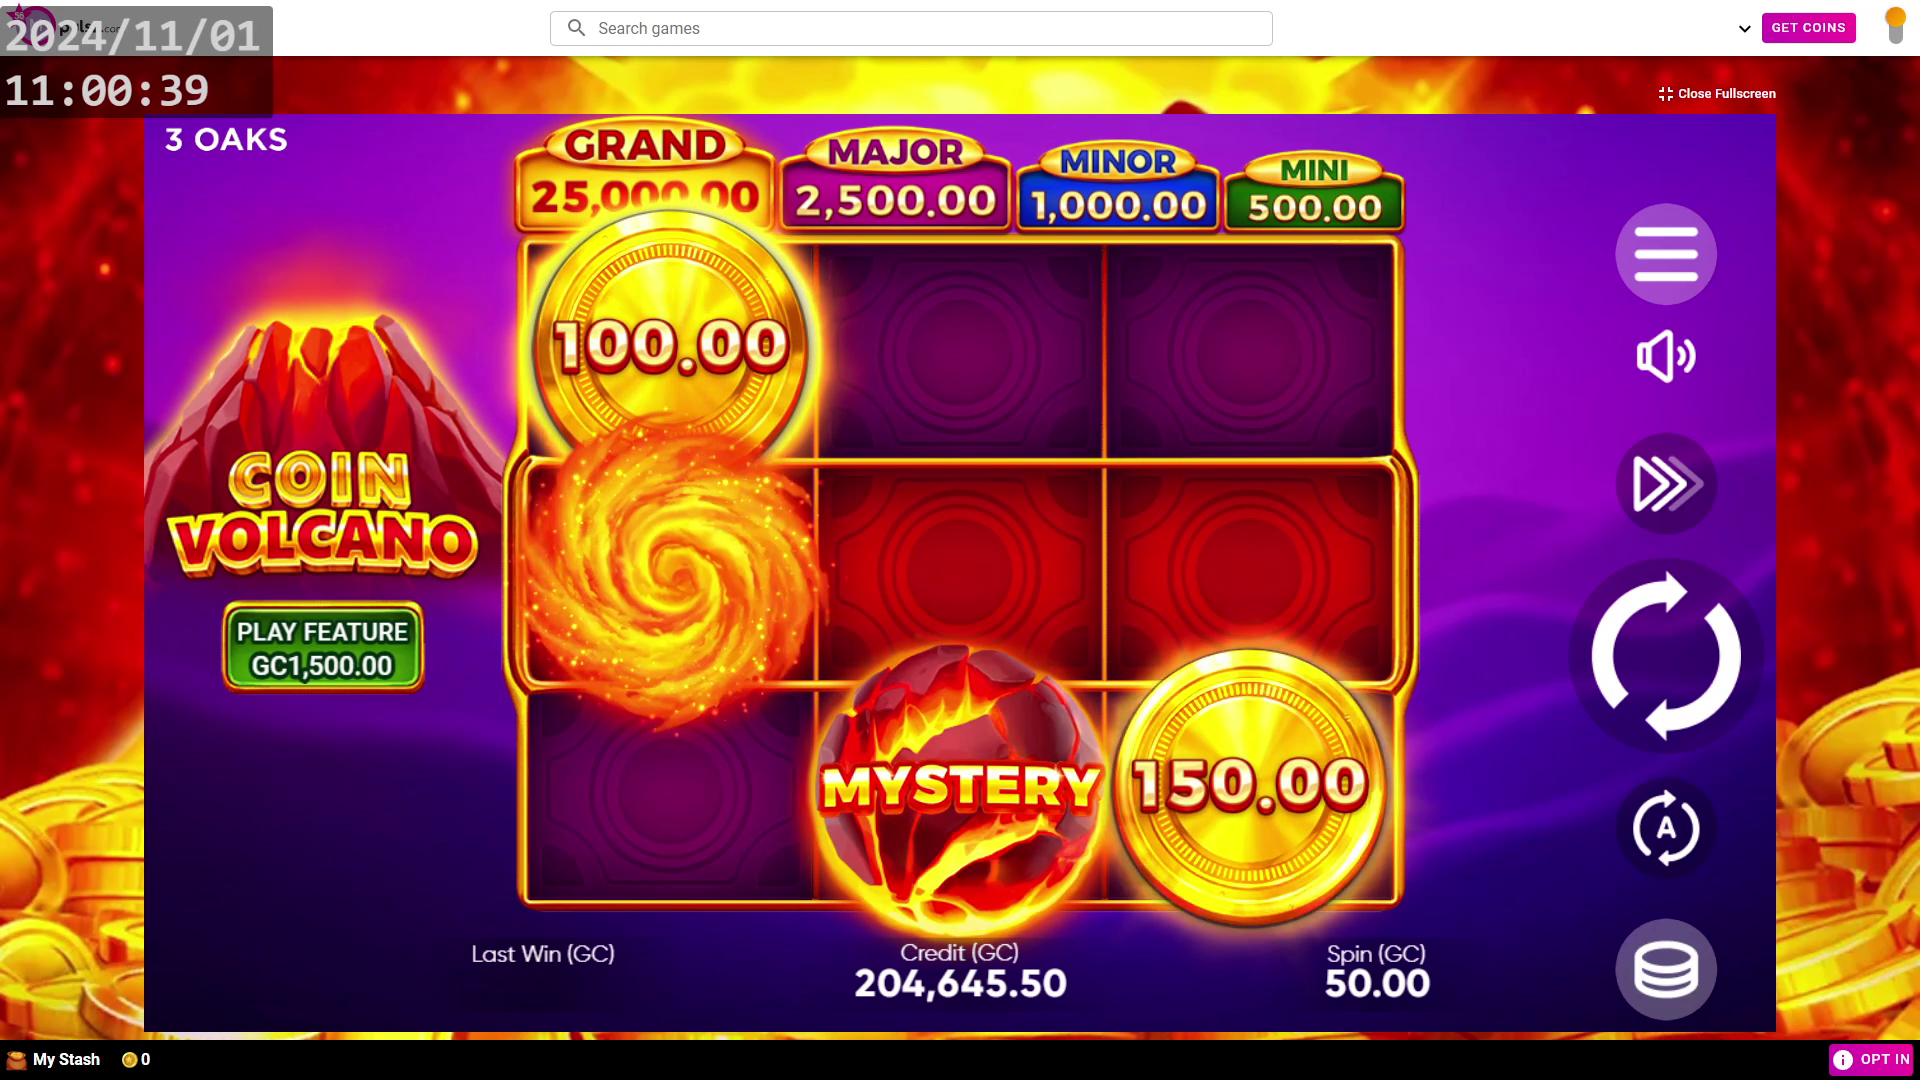 2024/11/01
11:00:39
Search games
GET COINS
Close Fullscreen
3 OAKS
GRAND
25,000.00
MAJOR
2,500.00
MINOR
1,000.00
MINI
500.00
100.00
COIN
VOLCANO
PLAY FEATURE
GC1,500.00
MYSTERY
150.00
A
Last Win (GC)
Credit (GC)
204,645.50
Spin (GC)
50.00
My Stash
0
OPT IN